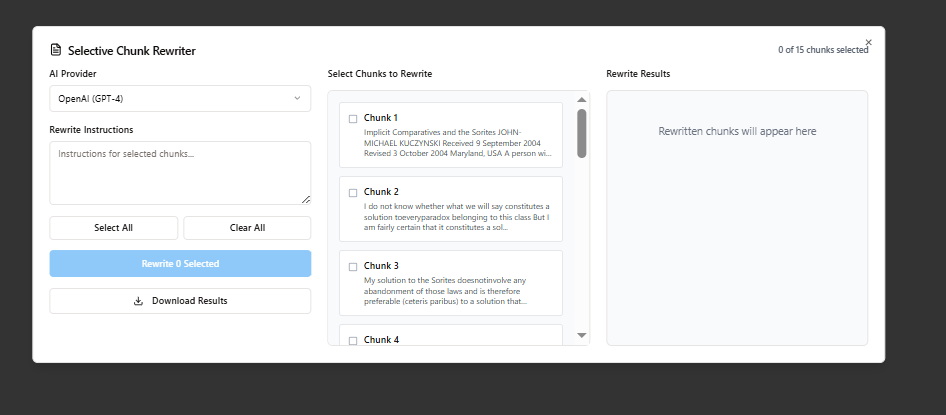 Selective Chunk Rewriter
0 of 15 chunks selected
AI Provider
OpenAI (GPT-4)
Rewrite Instructions
Instructions for selected chunks...
Select All
Clear All
Rewrite 0 Selected
Download Results
Select Chunks to Rewrite
Chunk 1
Implicit Comparatives and the Sorites JOHN-
MICHAEL KUCZYNSKI Received 9 September 2004
Revised 3 October 2004 Maryland, USA A person wi...
Chunk 2
I do not know whether what we will say constitutes a
solution toeveryparadox belonging to this class But I
am fairly certain that it constitutes a sol...
Chunk 3
My solution to the Sorites doesnotinvolve any
abandonment of those laws and is therefore
preferable (ceteris paribus) to a solution that...
Chunk 4
Rewrite Results
Rewritten chunks will appear here